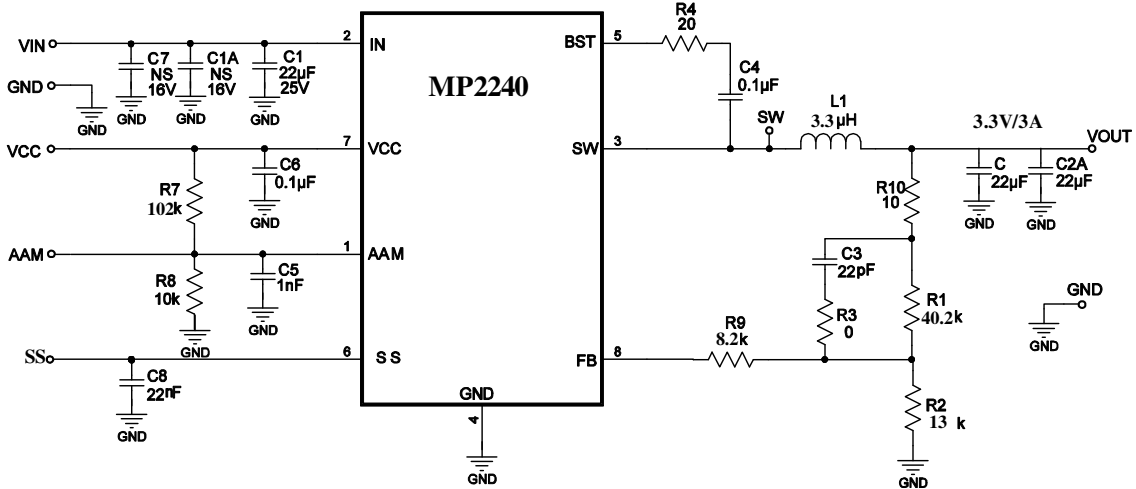 VIN
GND
GND
C7
NS
16V
GND
C1A
NS
16V
GND
C1
22µF
25V
GND
2
IN
VCC
7
VCC
R7
102k
C6
0.1µF
GND
AAM
1
AAM
R8
10k
GND
C5
1nF
GND
SS
6
SS
C8
22nF
GND
MP2240
GND
4
GND
BST
5
R4
20
C4
0.1µF
SW
3
SW
L1
3.3µH
3.3V/3A
VOUT
C
22µF
GND
C2A
22µF
GND
R10
10
C3
22pF
R3
0
R1
40.2k
FB
8
R9
8.2k
R2
13 k
GND
GND
GND